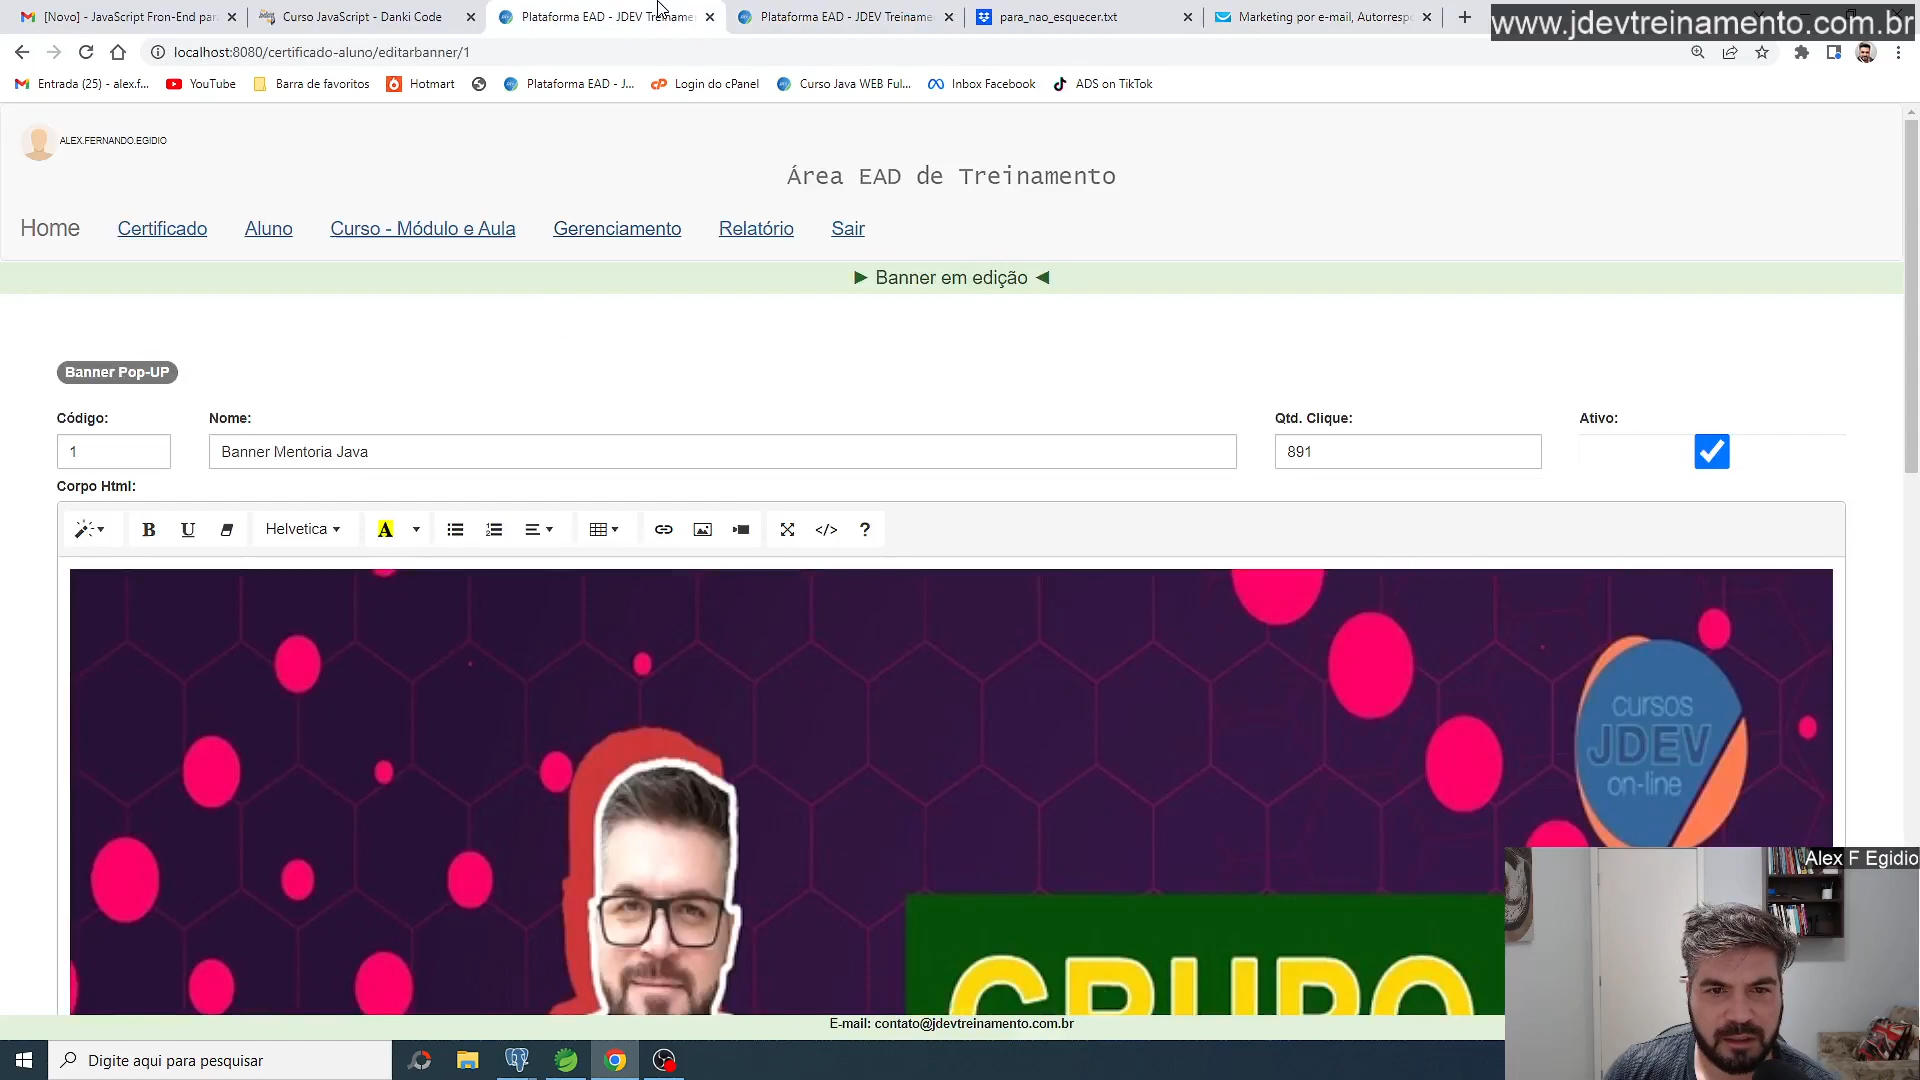 [Novo] - JavaScript Fron-End par
Curso JavaScript - Danki Code
Plataforma EAD - JDEV Treinamen
Plataforma EAD - JDEV Treiname
para_nao_esquecer.txt
Marketing por e-mail, Autorrespo
www.jdevtreinamento.com.br
localhost:8080/certificado-aluno/editarbanner/1
Entrada (25) - alex.f...
YouTube
Barra de favoritos
Hotmart
Plataforma EAD - J...
Login do cPanel
Curso Java WEB Ful...
Inbox Facebook
ADS on TikTok
ALEX.FERNANDO.EGIDIO
Área EAD de Treinamento
Home
Certificado
Aluno
Curso - Módulo e Aula
Gerenciamento
Relatório
Sair
► Banner em edição ◄
Banner Pop-UP
Código:
Nome:
Qtd. Clique:
Ativo:
1
Banner Mentoria Java
891
Corpo Html:
B
U
Helvetica
A
</>
?
cursos
JDEV
on-line
GRUPO
Alex F Egidio
E-mail: contato@jdevtreinamento.com.br
Digite aqui para pesquisar